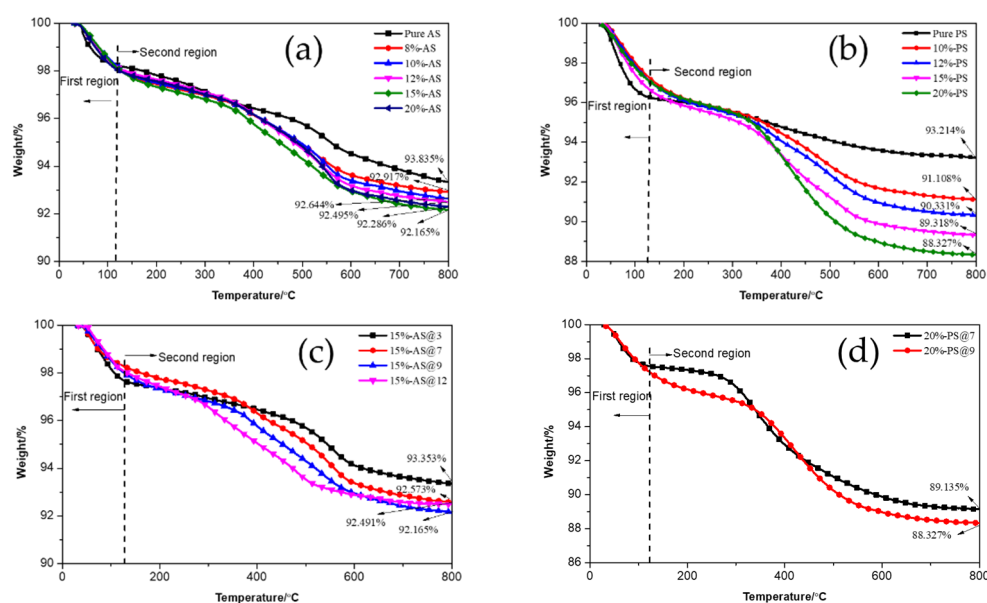 (a)
Pure AS
8%-AS
10%-AS
12%-AS
15%-AS
20%-AS
Second region
First region
93.835%
92.917%
92.644%
92.495%
92.286%
92.165%
100
98
96
94
92
90
0 100 200 300 400 500 600 700 800
Weight/%
Temperature/°C
(b)
Pure PS
10%-PS
12%-PS
15%-PS
20%-PS
Second region
First region
93.214%
91.108%
90.331%
89.318%
88.327%
100
98
96
94
92
90
88
0 100 200 300 400 500 600 700 800
Weight/%
Temperature/°C
(c)
15%-AS@3
15%-AS@7
15%-AS@9
15%-AS@12
Second region
First region
93.353%
92.573%
92.491%
92.165%
100
98
96
94
92
90
0 200 400 600 800
Weight/%
Temperature/°C
(d)
20%-PS@7
20%-PS@9
Second region
First region
89.135%
88.327%
100
98
96
94
92
90
88
86
0 200 400 600 800
Weight/%
Temperature/°C